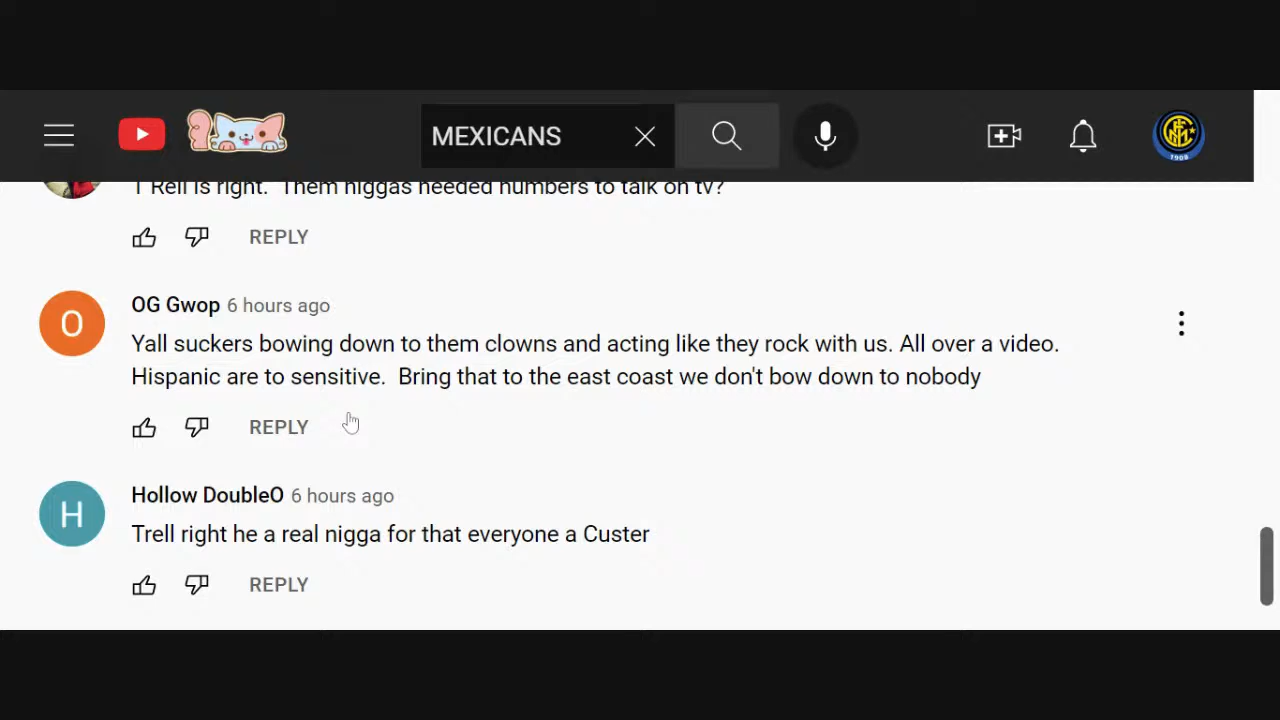 MEXICANS
T Rell is right. Them niggas needed numbers to talk on tv?
REPLY
O
OG Gwop 6 hours ago
Yall suckers bowing down to them clowns and acting like they rock with us. All over a video.
Hispanic are to sensitive. Bring that to the east coast we don't bow down to nobody
REPLY
H
Hollow DoubleO 6 hours ago
Trell right he a real nigga for that everyone a Custer
REPLY